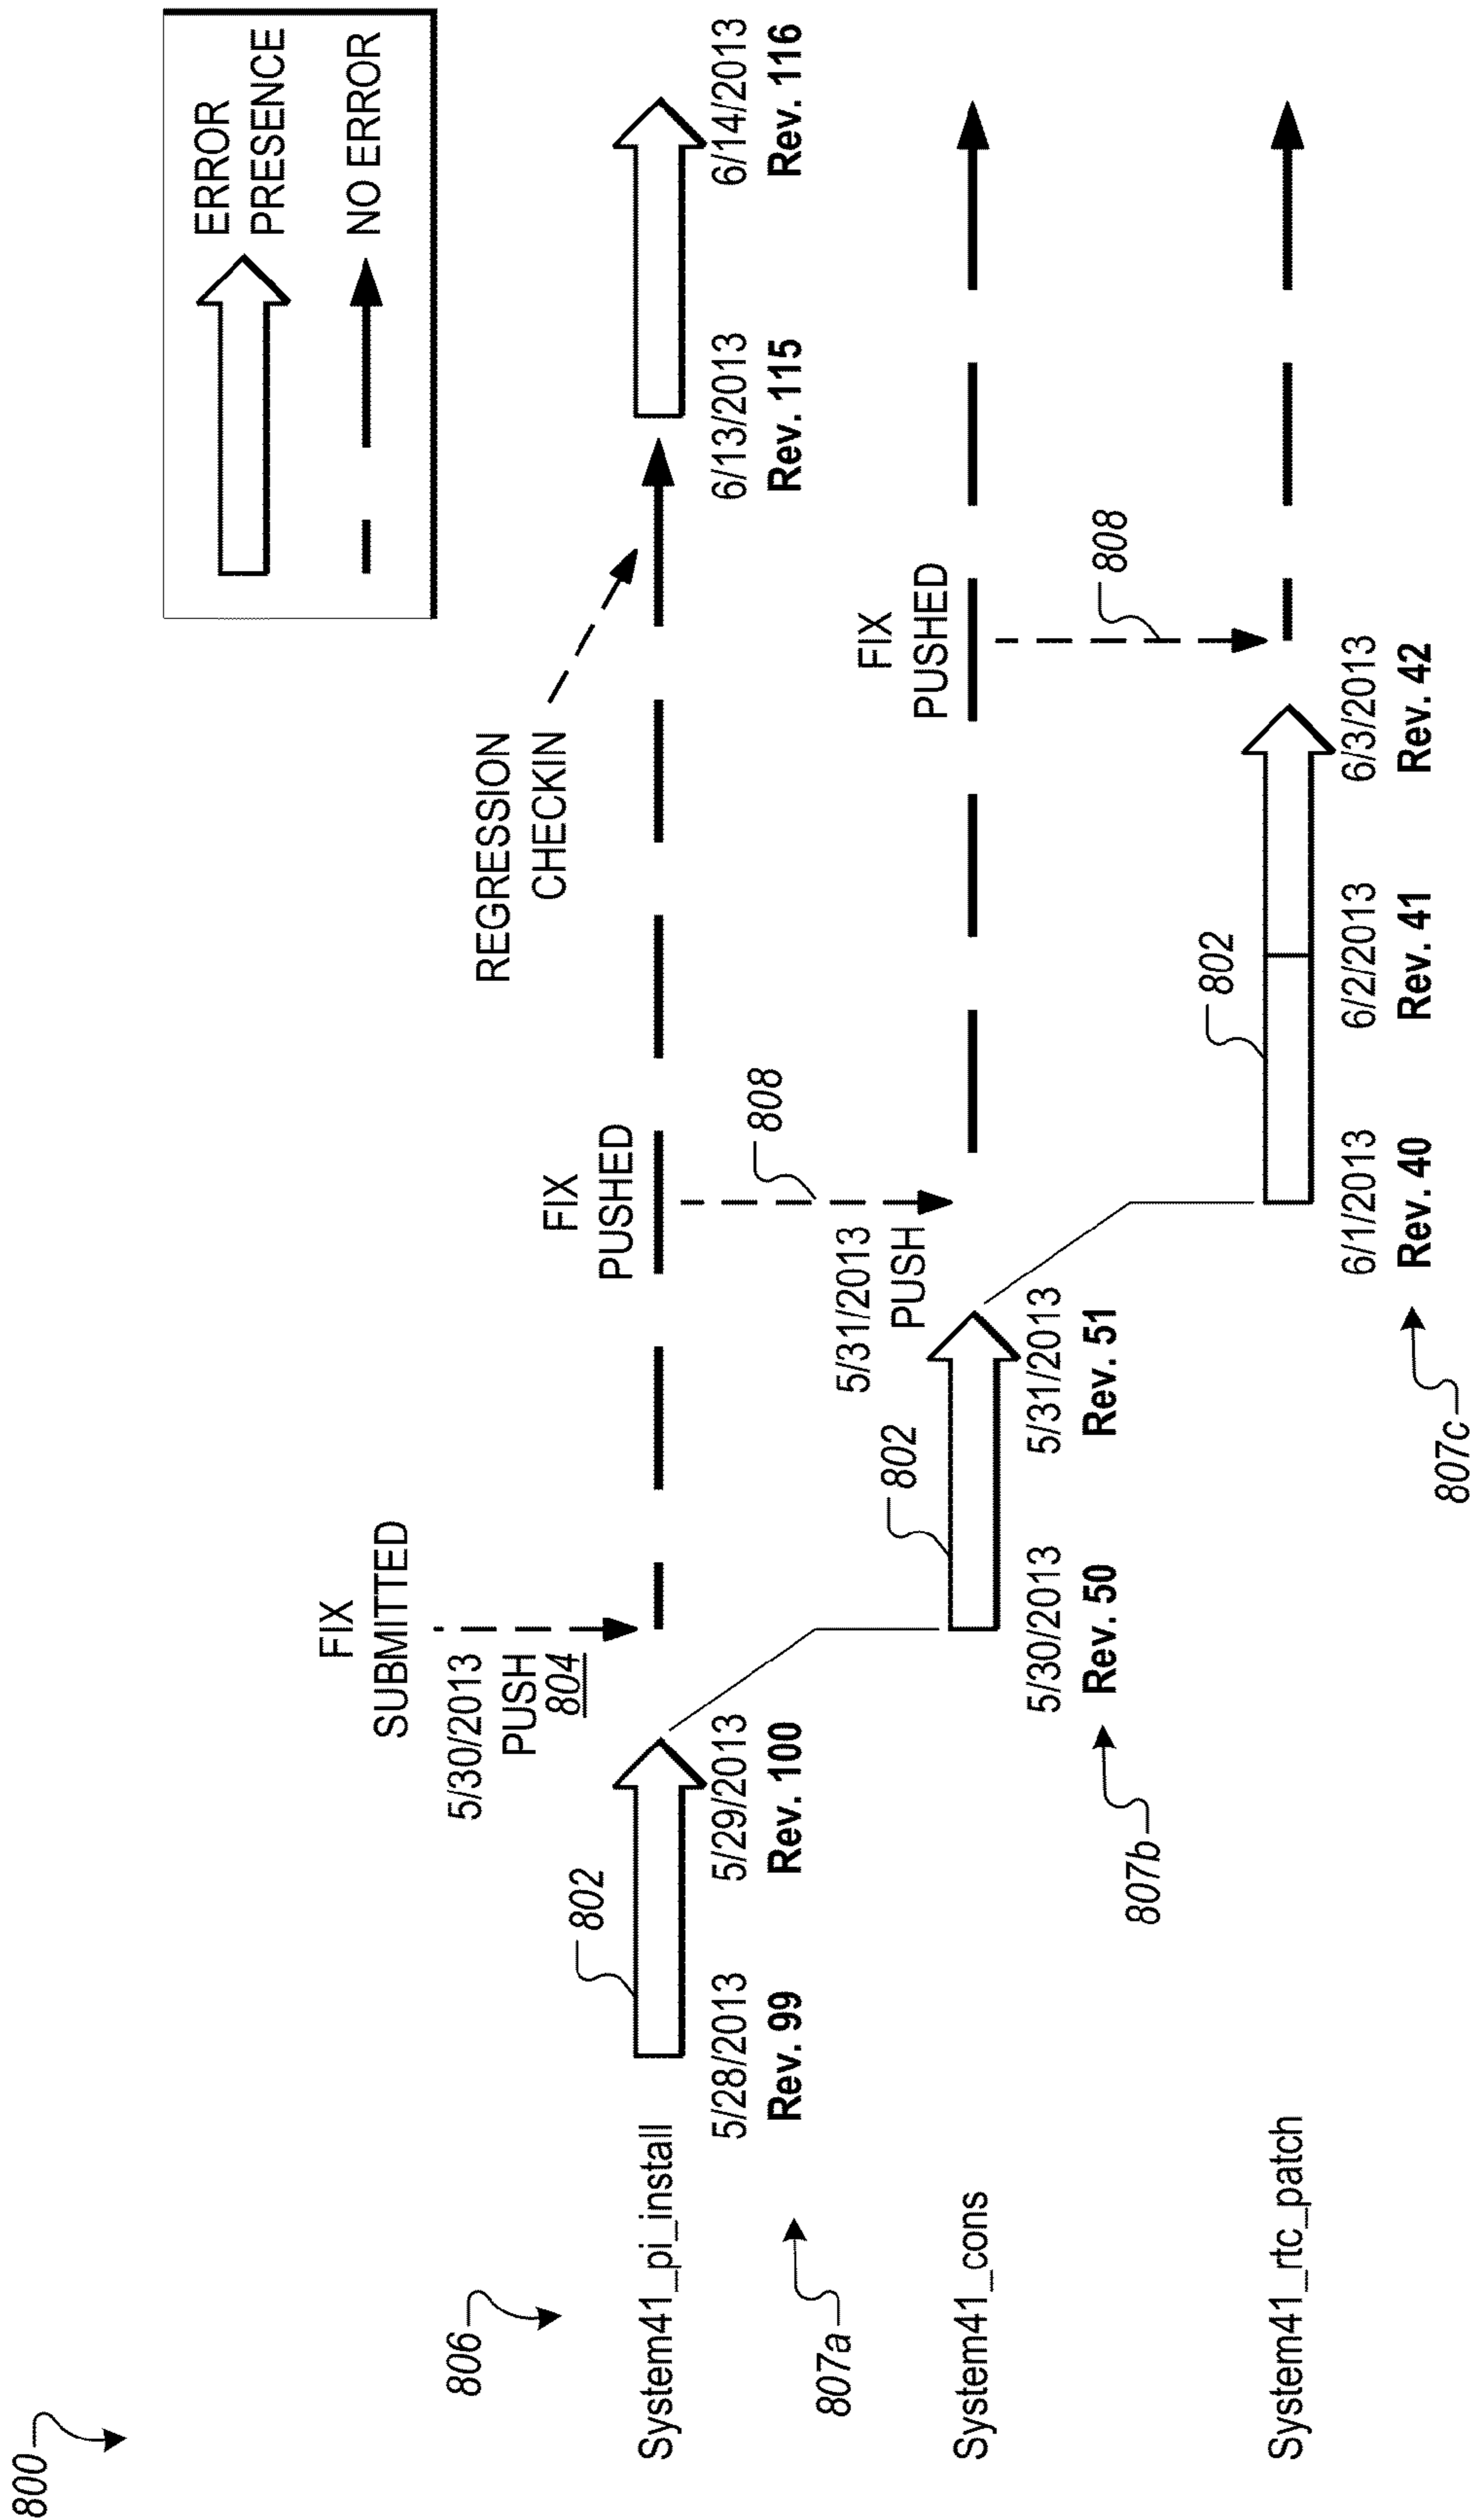 800
806
ERROR
PRESENCE
NO ERROR
FIX
SUBMITTED
5/30/2013
PUSH
804
REGRESSION
CHECKIN
FIX
PUSHED
802
System41_pi_install
5/28/2013
Rev. 99
5/29/2013
Rev. 100
6/13/2013
Rev. 115
6/14/2013
Rev. 116
807a
808
5/31/2013
PUSH
FIX
PUSHED
802
System41_cons
5/30/2013
Rev. 50
5/31/2013
Rev. 51
807b
808
802
System41_rtc_patch
6/1/2013
Rev. 40
6/2/2013
Rev. 41
6/3/2013
Rev. 42
807c